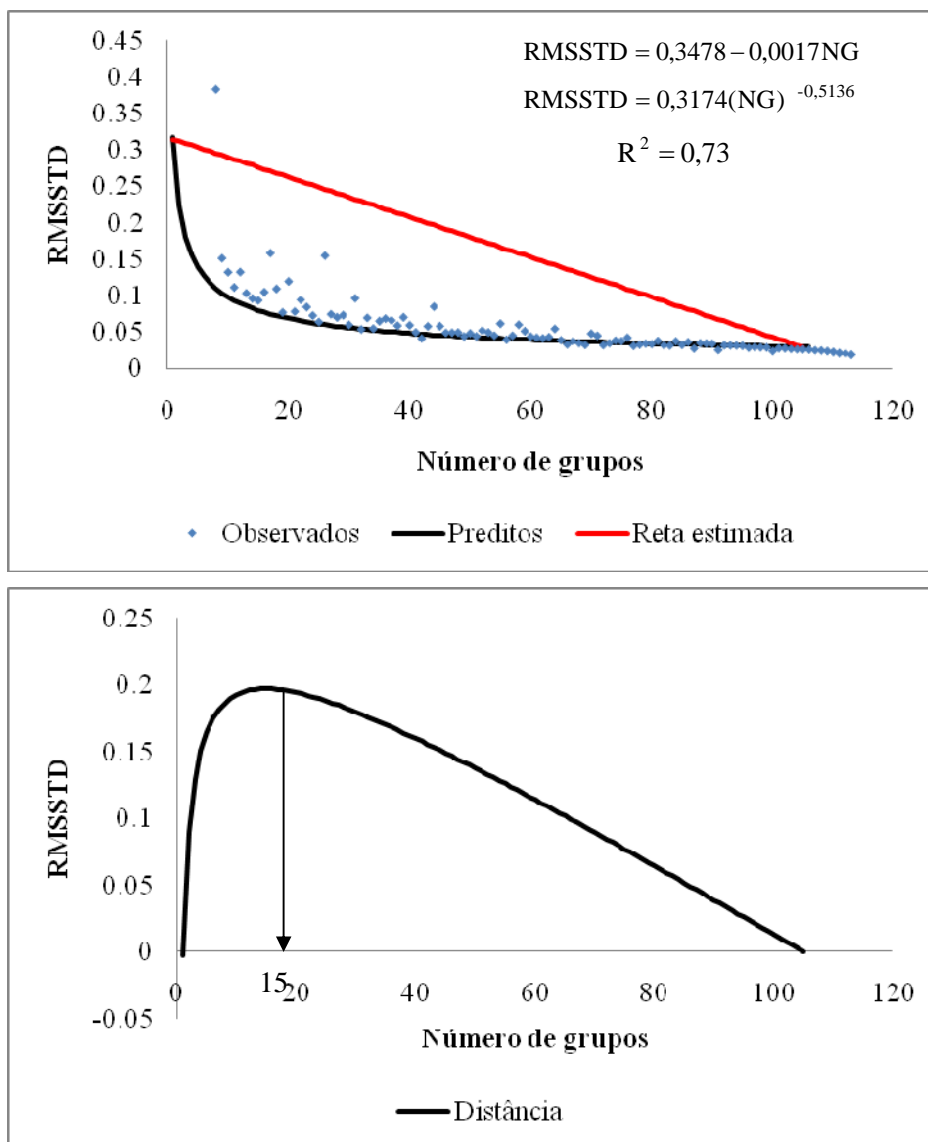 RMSSTD = 0,3478 – 0,0017NG
RMSSTD = 0,3174(NG) -0,5136
R² = 0,73
RMSSTD
0.45
0.4
0.35
0.3
0.25
0.2
0.15
0.1
0.05
0
0 20 40 60 80 100 120
Número de grupos
Observados Preditos Reta estimada
RMSSTD
0.25
0.2
0.15
0.1
0.05
0
-0.05
15
0 20 40 60 80 100 120
Número de grupos
Distância